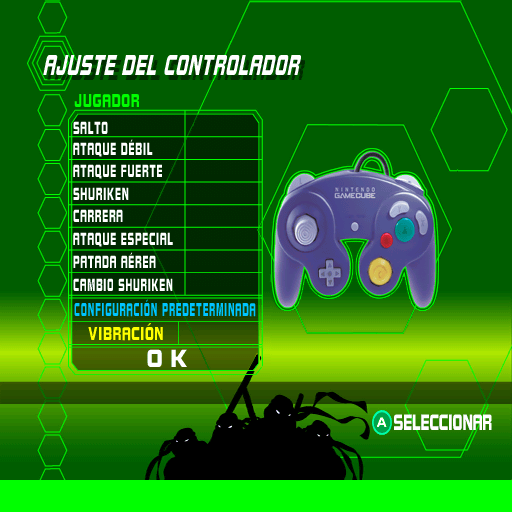 AJUSTE DEL CONTROLADOR
JUGADOR
SALTO
ATAQUE DÉBIL
ATAQUE FUERTE
SHURIKEN
CARRERA
ATAQUE ESPECIAL
PATADA AÉREA
CAMBIO SHURIKEN
CONFIGURACIÓN PREDETERMINADA
VIBRACIÓN
OK
NINTENDO
GAMECUBE
A SELECCIONAR